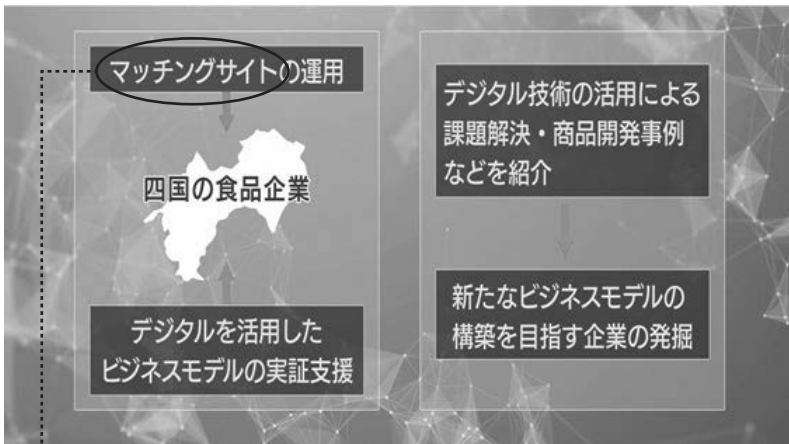 マッチングサイトの運用
四国の食品企業
デジタルを活用した
ビジネスモデルの実証支援
デジタル技術の活用による
課題解決・商品開発事例
などを紹介
新たなビジネスモデルの
構築を目指す企業の発掘